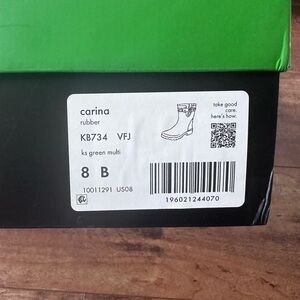 carina
rubber
KB734 VFJ
ks green multi
8 B
10011291 US08
take good
care.
here's how.
196021244070